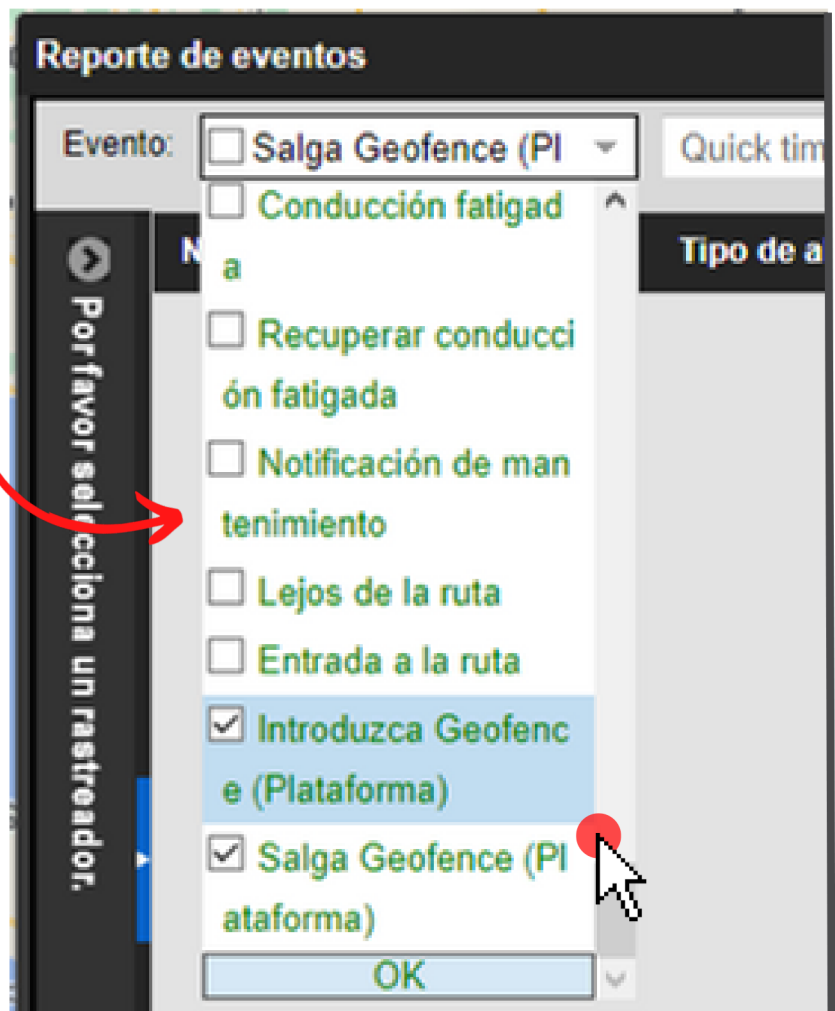 Reporte de eventos
Evento: Salga Geofence (Pl Quick tim
Conducción fatigad
a
Recuperar conducci
ón fatigada
Notificación de man
tenimiento
Lejos de la ruta
Entrada a la ruta
Introduzca Geofenc
e (Plataforma)
Salga Geofence (Pl
ataforma)
OK
N Tipo de a
Por favor selecciona un rastreador.